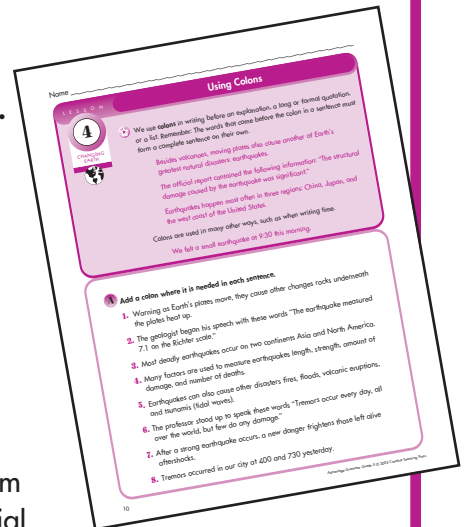 .
Name
Using Colons
LESSON
4
CHANGING
EARTH
We use colons in writing before an explanation, a long or formal quotation,
or a list. Remember: The words that come before the colon in a sentence must
form a complete sentence on their own.
Besides volcanoes, moving plates also cause another of Earth's
greatest natural disasters: earthquakes.
The official report contained the following information: "The structural
damage caused by the earthquake was significant."
Earthquakes happen most often in three regions: China, Japan, and
the west coast of the United States.
Colons are used in many other ways, such as when writing time.
We felt a small earthquake at 9:30 this morning.
Add a colon where it is needed in each sentence.
1. Warning as Earth's plates move, they cause other changes rocks underneath
the plates heat up.
2. The geologist began his speech with these words "The earthquake measured
7.1 on the Richter scale."
3. Most deadly earthquakes occur on two continents Asia and North America.
4. Many factors are used to measure earthquakes length, strength, amount of
damage, and number of deaths.
5. Earthquakes can also cause other disasters fires, floods, volcanic eruptions,
and tsunamis (tidal waves).
6. The professor stood up to speak these words "Tremors occur every day, all
over the world, but few do any damage."
7. After a strong earthquake occurs, a new danger frightens those left alive
aftershocks.
8. Tremors occurred in our city at 400 and 730 yesterday.
10
m
ial